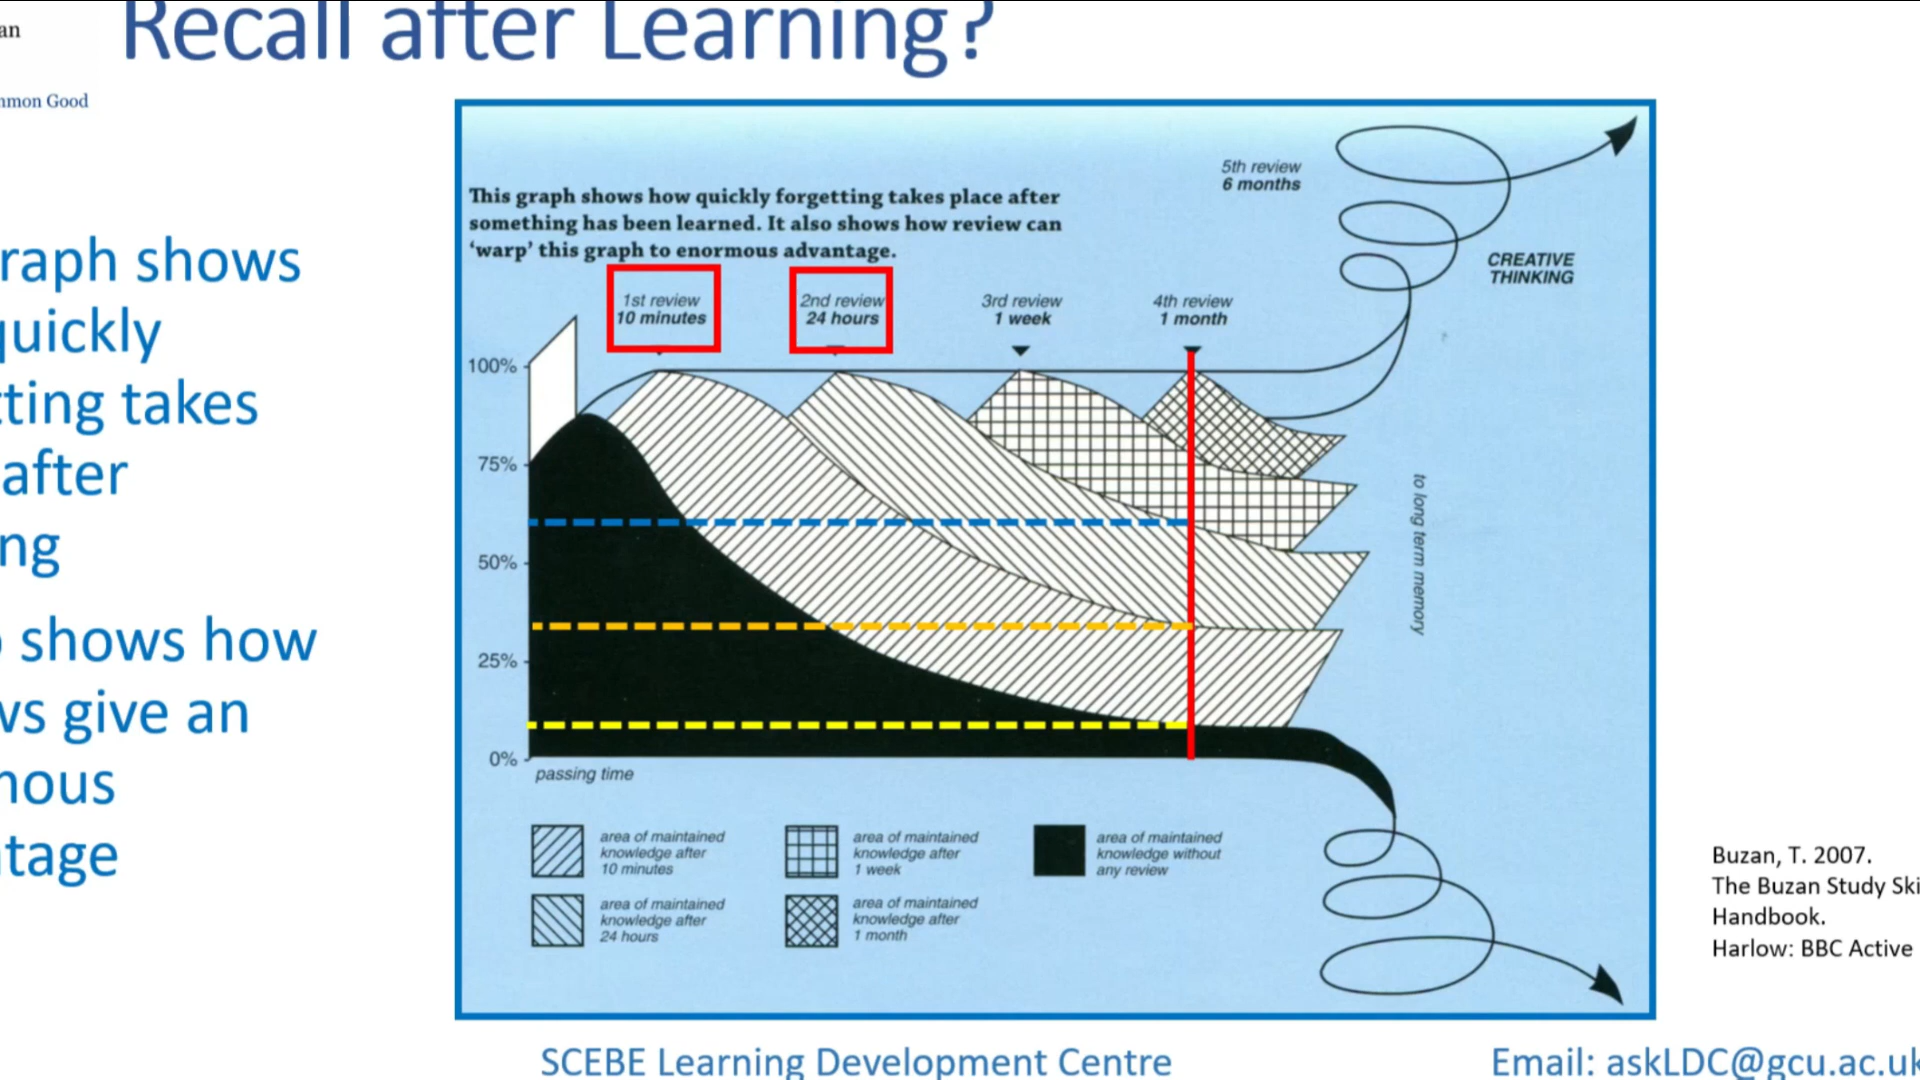 Recall after Learning?
an
mmon Good
raph shows
quickly
tting takes
after
ng
shows how
ws give an
mous
ntage
This graph shows how quickly forgetting takes place after
something has been learned. It also shows how review can
‘warp’ this graph to enormous advantage.
1st review
10 minutes
2nd review
24 hours
3rd review
1 week
4th review
1 month
5th review
6 months
CREATIVE
THINKING
to long term memory
100%
75%
50%
25%
0%
passing time
area of maintained
knowledge after
10 minutes
area of maintained
knowledge after
24 hours
area of maintained
knowledge after
1 week
area of maintained
knowledge after
1 month
area of maintained
knowledge without
any review
Buzan, T. 2007.
The Buzan Study Ski
Handbook.
Harlow: BBC Active
SCEBE Learning Development Centre
Email: askLDC@gcu.ac.uk